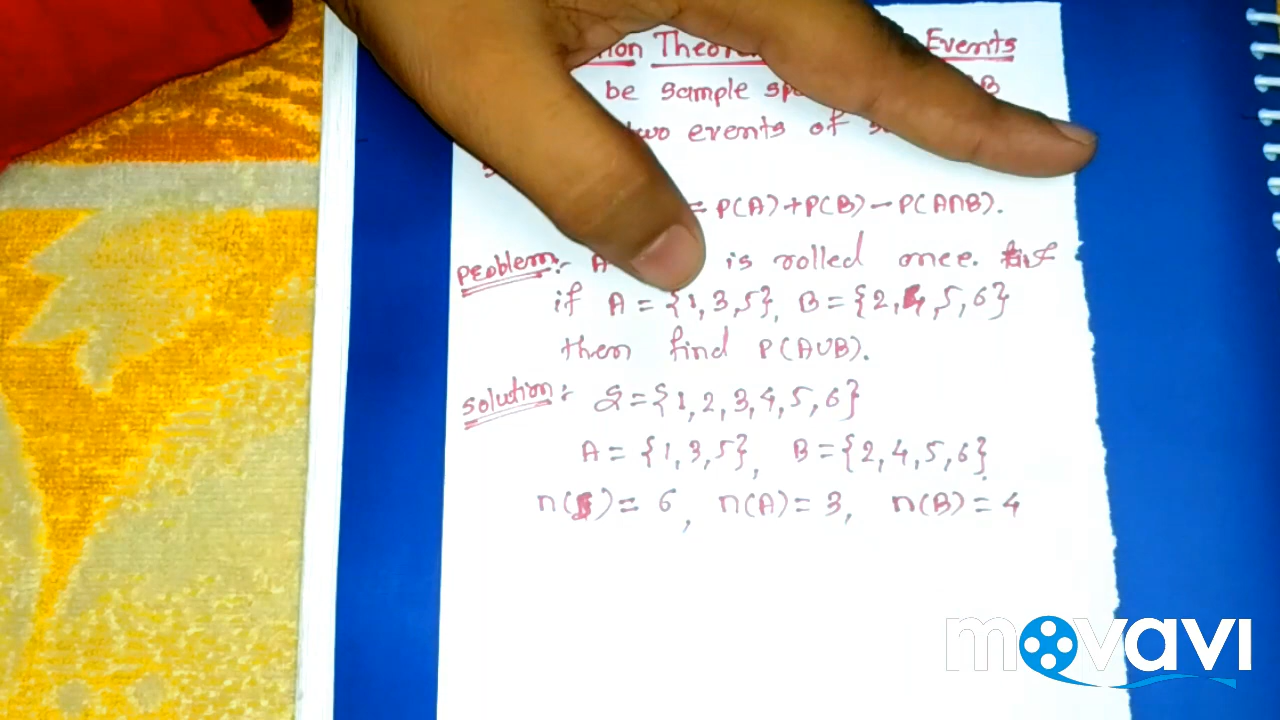 Events
be sample
two events of
= P(A)+P(B)-P(A∩B).
Problem:- A is rolled once.
if A = {1,3,5}, B = {2,4,5,6}
then find P(A∪B).
Solution:- S={1,2,3,4,5,6}
A = {1,3,5}, B={2,4,5,6}
n(S)= 6, n(A)=3, n(B)=4
movavi